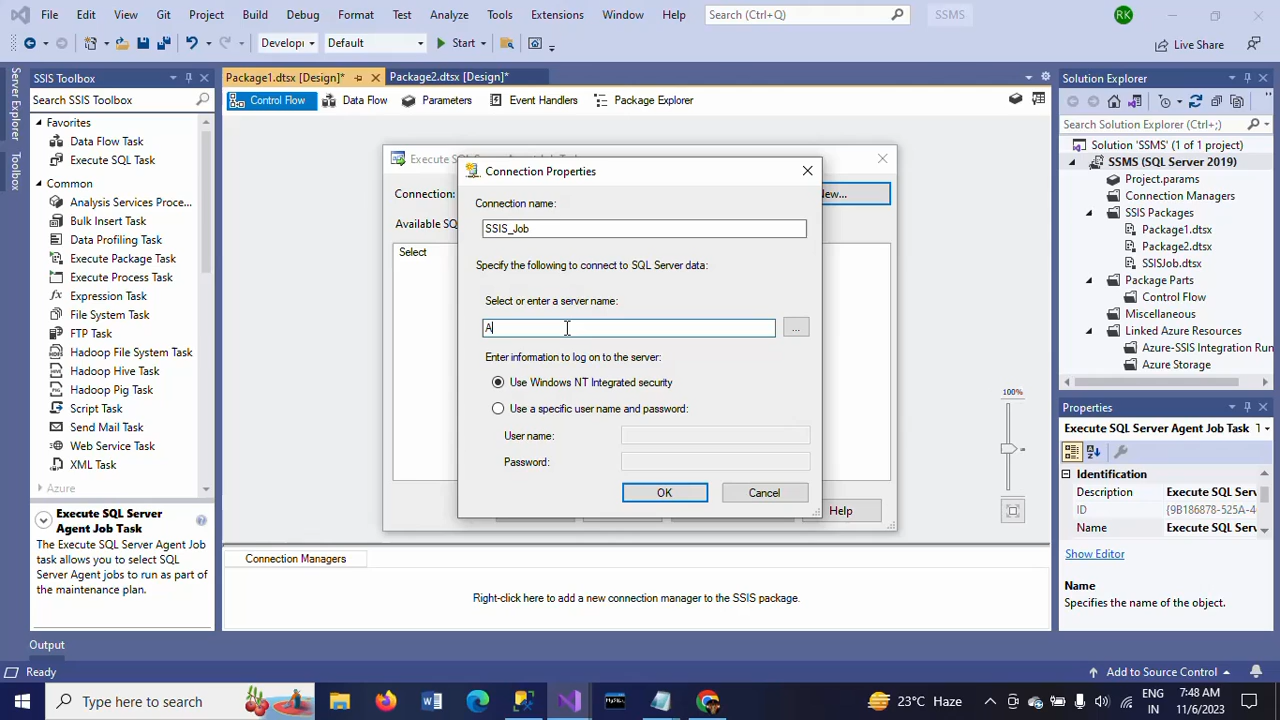 File Edit View Git Project Build Debug Format Test Analyze Tools Extensions Window Help Search (Ctrl+Q) SSMS RK
Developi Default Start Live Share
SSIS Toolbox
Package1.dtsx [Design]* Package2.dtsx [Design]*
Solution Explorer
Server Explorer
Toolbox
Search SSIS Toolbox
Control Flow Data Flow Parameters Event Handlers Package Explorer
Search Solution Explorer (Ctrl+;)
Favorites
Data Flow Task
Execute SQL Task
Common
Analysis Services Proce...
Bulk Insert Task
Data Profiling Task
Execute Package Task
Execute Process Task
Expression Task
File System Task
FTP Task
Hadoop File System Task
Hadoop Hive Task
Hadoop Pig Task
Script Task
Send Mail Task
Web Service Task
XML Task
Azure
Execute SQL Server
Agent Job Task
The Execute SQL Server Agent Job
task allows you to select SQL
Server Agent jobs to run as part of
the maintenance plan.
Execute SQL Server Agent Job Task
Connection:
New...
Available SQ
Select
Help
Connection Properties
Connection name:
SSIS_Job
Specify the following to connect to SQL Server data:
Select or enter a server name:
A
...
Enter information to log on to the server:
Use Windows NT Integrated security
Use a specific user name and password:
User name:
Password:
OK Cancel
100%
Connection Managers
Right-click here to add a new connection manager to the SSIS package.
Solution 'SSMS' (1 of 1 project)
SSMS (SQL Server 2019)
Project.params
Connection Managers
SSIS Packages
Package1.dtsx
Package2.dtsx
SSISJob.dtsx
Package Parts
Control Flow
Miscellaneous
Linked Azure Resources
Azure-SSIS Integration Run
Azure Storage
Properties
Execute SQL Server Agent Job Task T
Identification
Description Execute SQL Serv
ID {9B186878-525A-4
Name Execute SQL Serv
Show Editor
Name
Specifies the name of the object.
Output
Ready
Add to Source Control
Type here to search
23°C Haze
ENG
IN
7:48 AM
11/6/2023